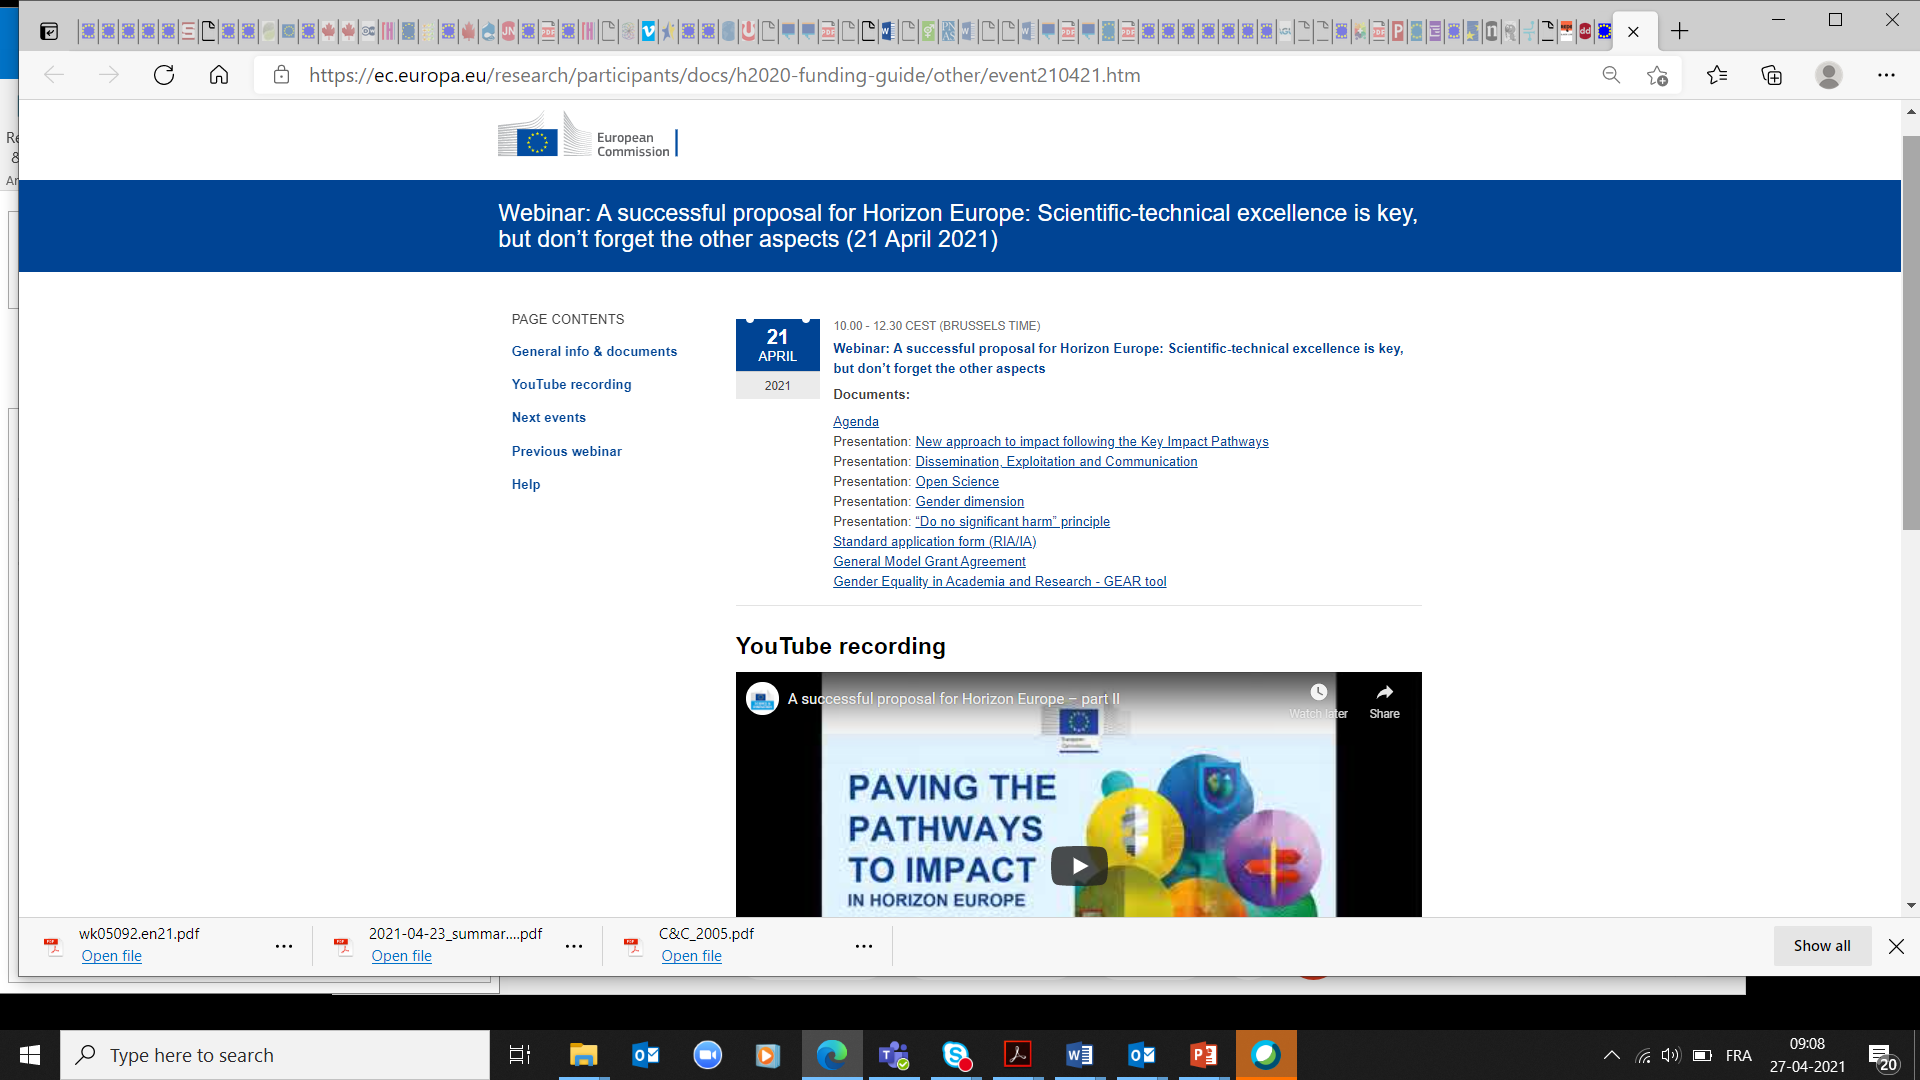 https://ec.europa.eu/research/participants/docs/h2020-funding-guide/other/event210421.htm
European
Commission
Webinar: A successful proposal for Horizon Europe: Scientific-technical excellence is key,
but don’t forget the other aspects (21 April 2021)
PAGE CONTENTS
General info & documents
YouTube recording
Next events
Previous webinar
Help
21
APRIL
2021
10.00 - 12.30 CEST (BRUSSELS TIME)
Webinar: A successful proposal for Horizon Europe: Scientific-technical excellence is key,
but don’t forget the other aspects
Documents:
Agenda
Presentation: New approach to impact following the Key Impact Pathways
Presentation: Dissemination, Exploitation and Communication
Presentation: Open Science
Presentation: Gender dimension
Presentation: “Do no significant harm” principle
Standard application form (RIA/IA)
General Model Grant Agreement
Gender Equality in Academia and Research - GEAR tool
YouTube recording
A successful proposal for Horizon Europe – part II
Watch later
Share
European
Commission
PAVING THE
PATHWAYS
TO IMPACT
IN HORIZON EUROPE
wk05092.en21.pdf
Open file
2021-04-23_summar....pdf
Open file
C&C_2005.pdf
Open file
Show all
Type here to search
FRA
09:08
27-04-2021
20